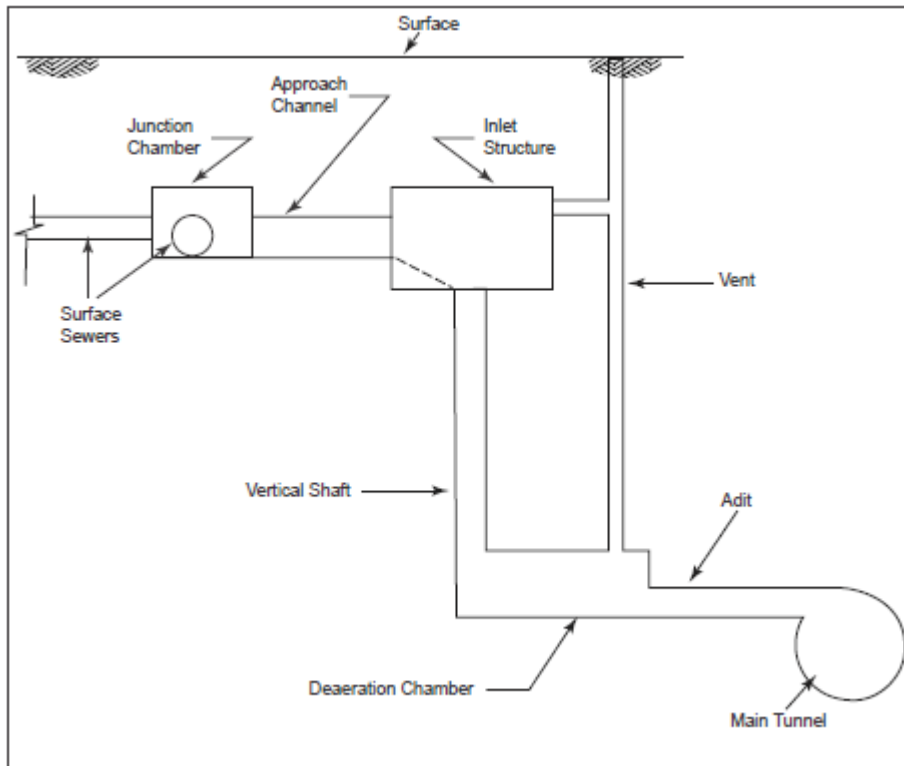 Surface
Approach
Channel
Junction
Chamber
Inlet
Structure
Vent
Surface
Sewers
Vertical Shaft
Adit
Deaeration Chamber
Main Tunnel